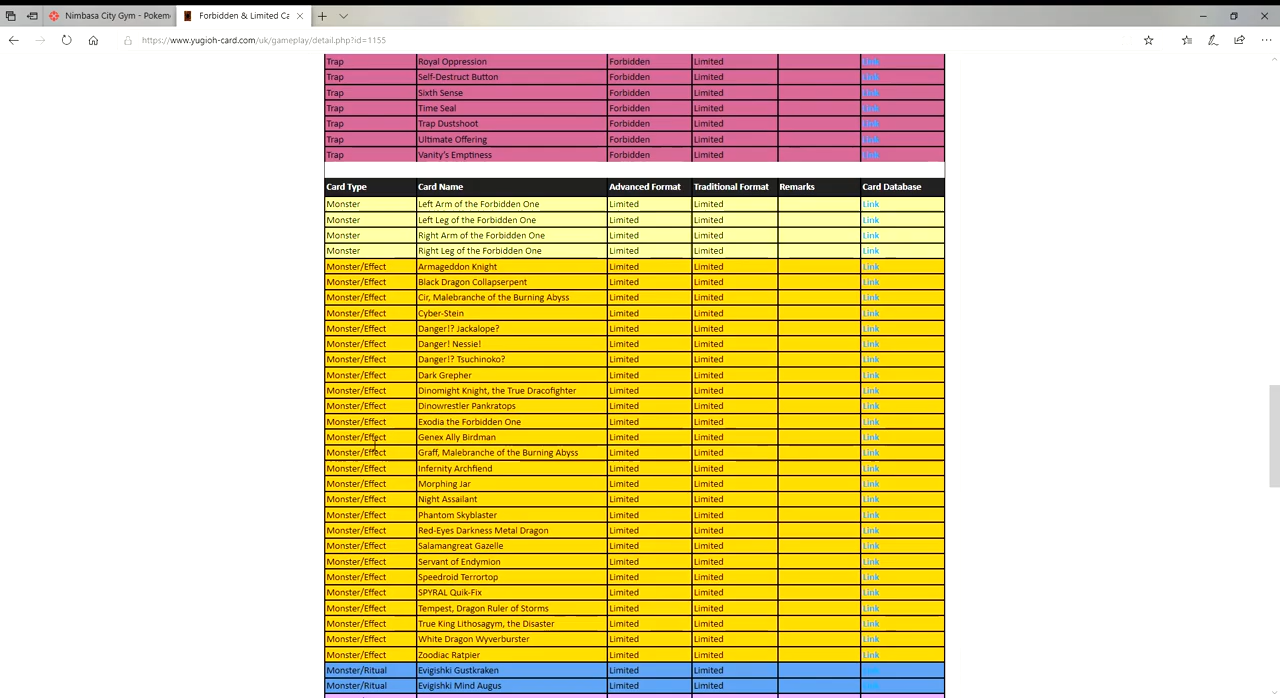 Nimbasa City Gym - Pokem
Forbidden & Limited Ca
https://www.yugioh-card.com/uk/gameplay/detail.php?id=1155
Trap Royal Oppression Forbidden Limited Link
Trap Self-Destruct Button Forbidden Limited Link
Trap Sixth Sense Forbidden Limited Link
Trap Time Seal Forbidden Limited Link
Trap Trap Dustshoot Forbidden Limited Link
Trap Ultimate Offering Forbidden Limited Link
Trap Vanity's Emptiness Forbidden Limited Link
Card Type Card Name Advanced Format Traditional Format Remarks Card Database
Monster Left Arm of the Forbidden One Limited Limited Link
Monster Left Leg of the Forbidden One Limited Limited Link
Monster Right Arm of the Forbidden One Limited Limited Link
Monster Right Leg of the Forbidden One Limited Limited Link
Monster/Effect Armageddon Knight Limited Limited Link
Monster/Effect Black Dragon Collapserpent Limited Limited Link
Monster/Effect Cir, Malebranche of the Burning Abyss Limited Limited Link
Monster/Effect Cyber-Stein Limited Limited Link
Monster/Effect Danger!? Jackalope? Limited Limited Link
Monster/Effect Danger! Nessie! Limited Limited Link
Monster/Effect Danger!? Tsuchinoko? Limited Limited Link
Monster/Effect Dark Grepher Limited Limited Link
Monster/Effect Dinomight Knight, the True Dracofighter Limited Limited Link
Monster/Effect Dinowrestler Pankratops Limited Limited Link
Monster/Effect Exodia the Forbidden One Limited Limited Link
Monster/Effect Genex Ally Birdman Limited Limited Link
Monster/Effect Graff, Malebranche of the Burning Abyss Limited Limited Link
Monster/Effect Infernity Archfiend Limited Limited Link
Monster/Effect Morphing Jar Limited Limited Link
Monster/Effect Night Assailant Limited Limited Link
Monster/Effect Phantom Skyblaster Limited Limited Link
Monster/Effect Red-Eyes Darkness Metal Dragon Limited Limited Link
Monster/Effect Salamangreat Gazelle Limited Limited Link
Monster/Effect Servant of Endymion Limited Limited Link
Monster/Effect Speedroid Terrortop Limited Limited Link
Monster/Effect SPYRAL Quik-Fix Limited Limited Link
Monster/Effect Tempest, Dragon Ruler of Storms Limited Limited Link
Monster/Effect True King Lithosagym, the Disaster Limited Limited Link
Monster/Effect White Dragon Wyverburster Limited Limited Link
Monster/Effect Zoodiac Ratpier Limited Limited Link
Monster/Ritual Evigishki Gustkraken Limited Limited Link
Monster/Ritual Evigishki Mind Augus Limited Limited Link